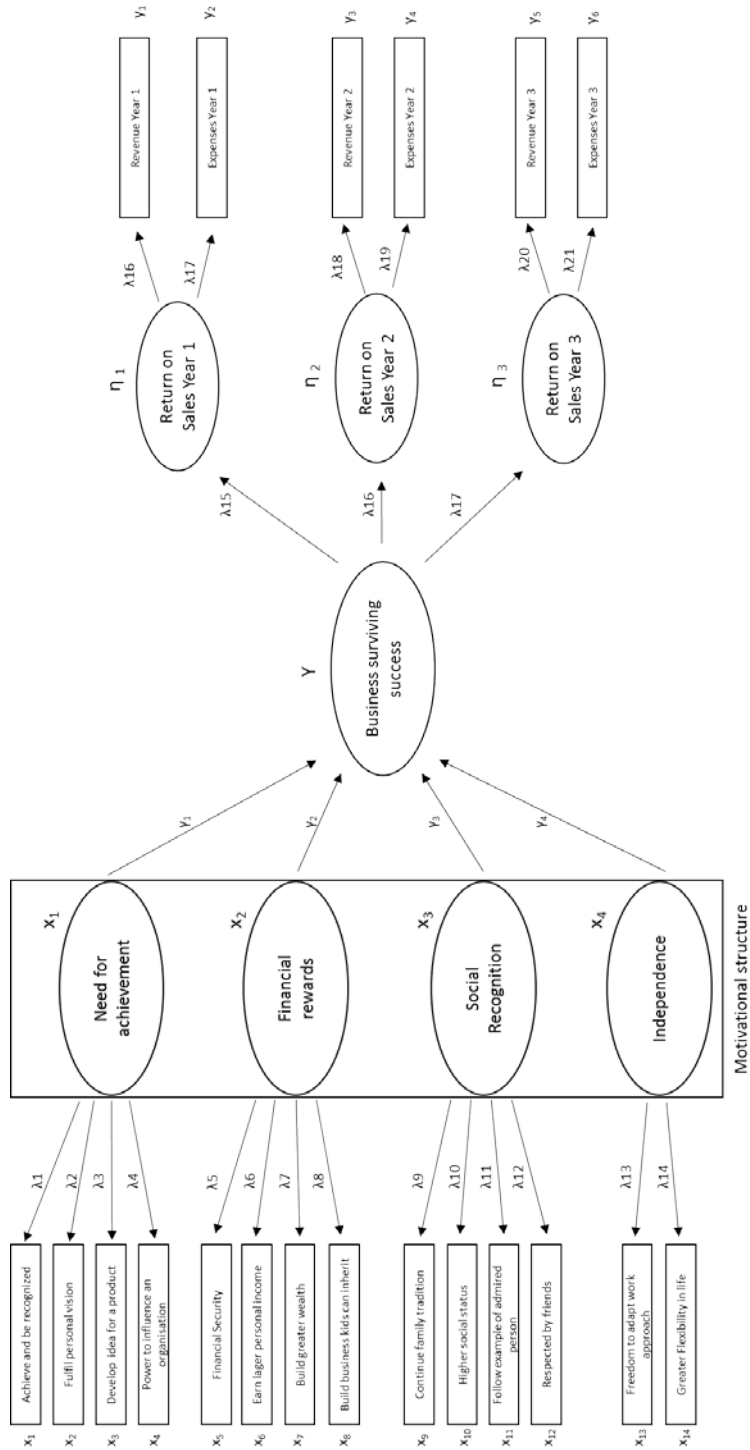 x₁
Achieve and be recognized
λ1
x₂
Fulfil personal vision
λ2
x₃
Develop idea for a product
λ3
x₄
Power to influence an
organisation
λ4
x₅
Financial Security
λ5
x₆
Earn lager personal income
λ6
x₇
Build greater wealth
λ7
x₈
Build business kids can inherit
λ8
x₉
Continue family tradition
λ9
x₁₀
Higher social status
λ10
x₁₁
Follow example of admired
person
λ11
x₁₂
Respected by friends
λ12
x₁₃
Freedom to adapt work
approach
λ13
x₁₄
Greater Flexibility in life
λ14
x₁
Need for
achievement
x₂
Financial
rewards
x₃
Social
Recognition
x₄
Independence
Motivational structure
γ₁
γ₂
γ₃
γ₄
Y
Business surviving
success
λ15
λ16
λ17
η 1
Return on
Sales Year 1
η 2
Return on
Sales Year 2
η 3
Return on
Sales Year 3
λ16
λ17
λ18
λ19
λ20
λ21
Revenue Year 1
y₁
Expenses Year 1
y₂
Revenue Year 2
y₃
Expenses Year 2
y₄
Revenue Year 3
y₅
Expenses Year 3
y₆